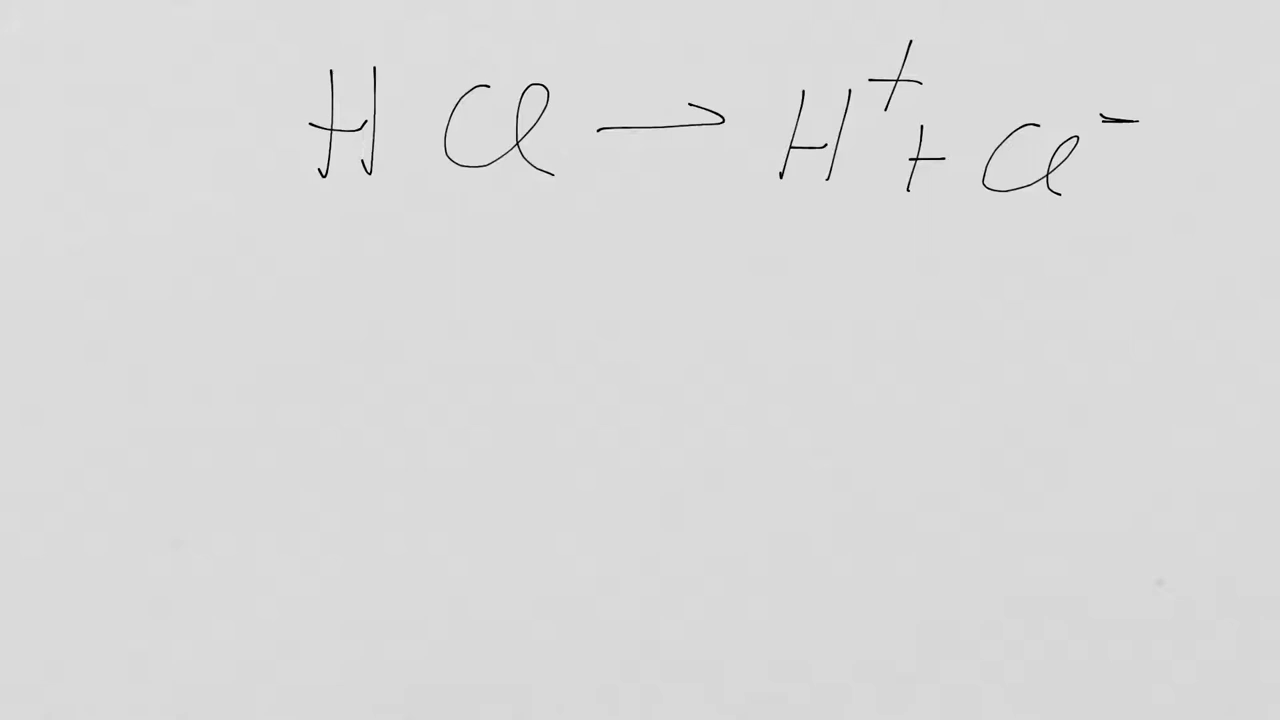 HCl → H⁺ + Cl⁻